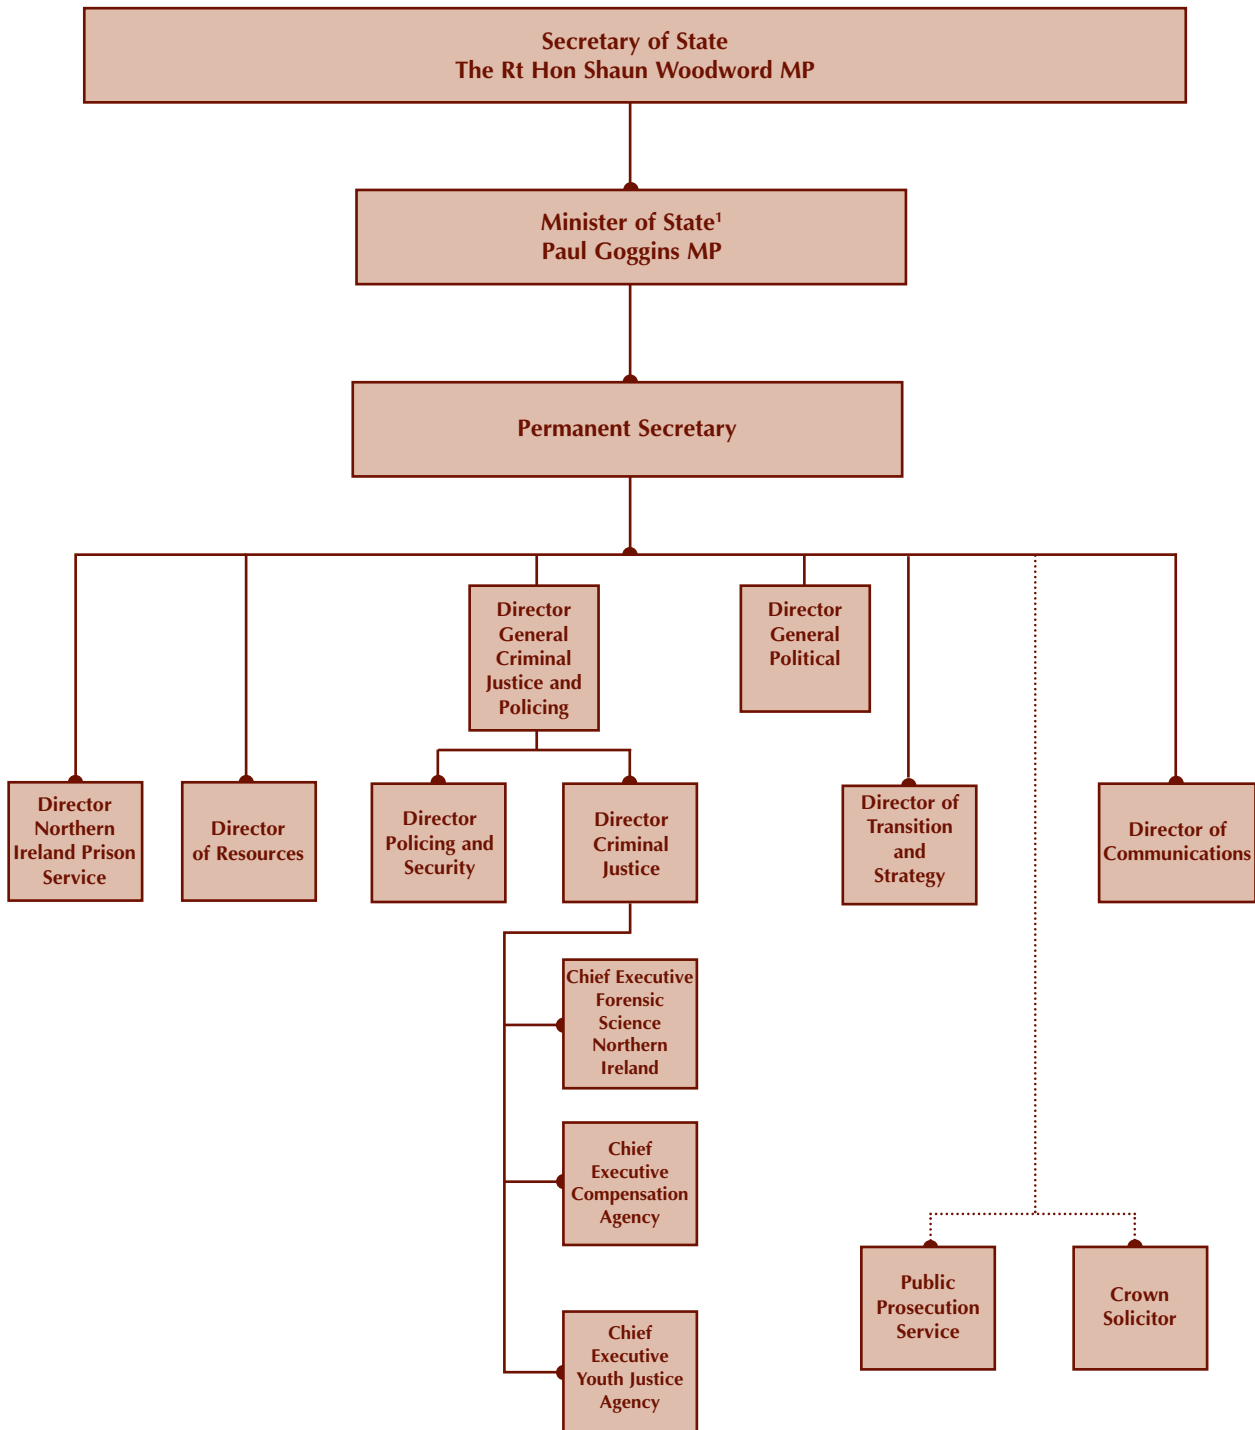 Secretary of State
The Rt Hon Shaun Woodword MP
Minister of State¹
Paul Goggins MP
Permanent Secretary
Director
General
Criminal
Justice and
Policing
Director
General
Political
Director
Northern
Ireland Prison
Service
Director
of Resources
Director
Policing and
Security
Director
Criminal
Justice
Director of
Transition
and
Strategy
Director of
Communications
Chief Executive
Forensic
Science
Northern
Ireland
Chief
Executive
Compensation
Agency
Public
Prosecution
Service
Crown
Solicitor
Chief
Executive
Youth Justice
Agency